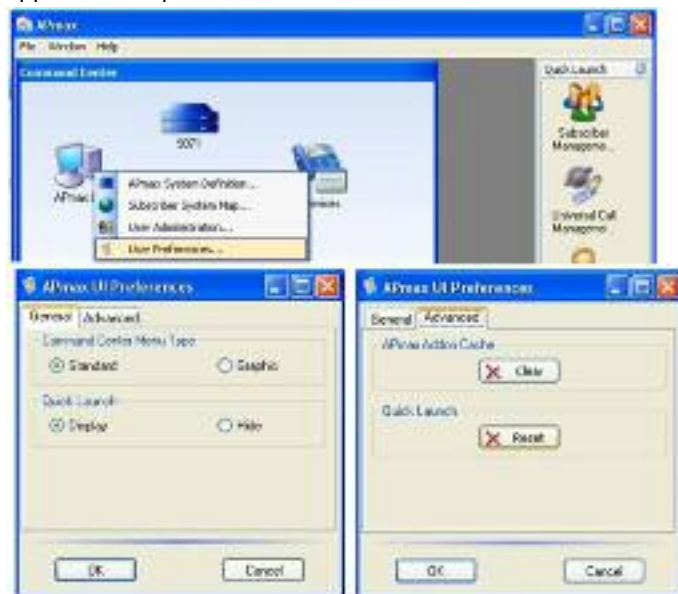 APmax
File Window Help
Command Center
Quick Launch
5071
Subscriber
Manageme...
APmax
APmax System Definition...
Subscriber System Map...
User Administration...
User Preferences...
Universal Call
Manageme...
APmax UI Preferences
General Advanced
Command Center Menu Type
Standard Graphic
Quick Launch
Display Hide
OK Cancel
APmax UI Preferences
General Advanced
APmax Addon Cache
Clear
Quick Launch
Reset
OK Cancel